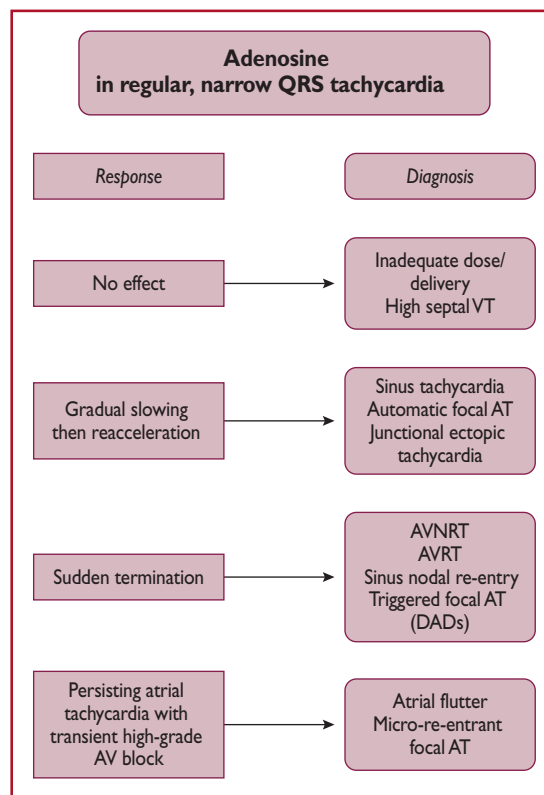 Adenosine
in regular, narrow QRS tachycardia
Response
Diagnosis
No effect
Inadequate dose/
delivery
High septal VT
Gradual slowing
then reacceleration
Sinus tachycardia
Automatic focal AT
Junctional ectopic
tachycardia
Sudden termination
AVNRT
AVRT
Sinus nodal re-entry
Triggered focal AT
(DADs)
Persisting atrial
tachycardia with
transient high-grade
AV block
Atrial flutter
Micro-re-entrant
focal AT